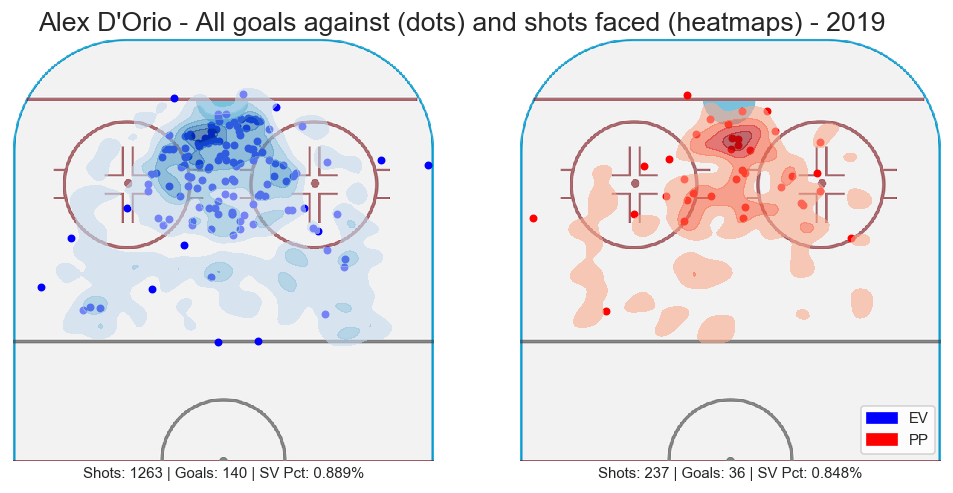 Alex D'Orio - All goals against (dots) and shots faced (heatmaps) - 2019
EV
PP
Shots: 1263 | Goals: 140 | SV Pct: 0.889%
Shots: 237 | Goals: 36 | SV Pct: 0.848%